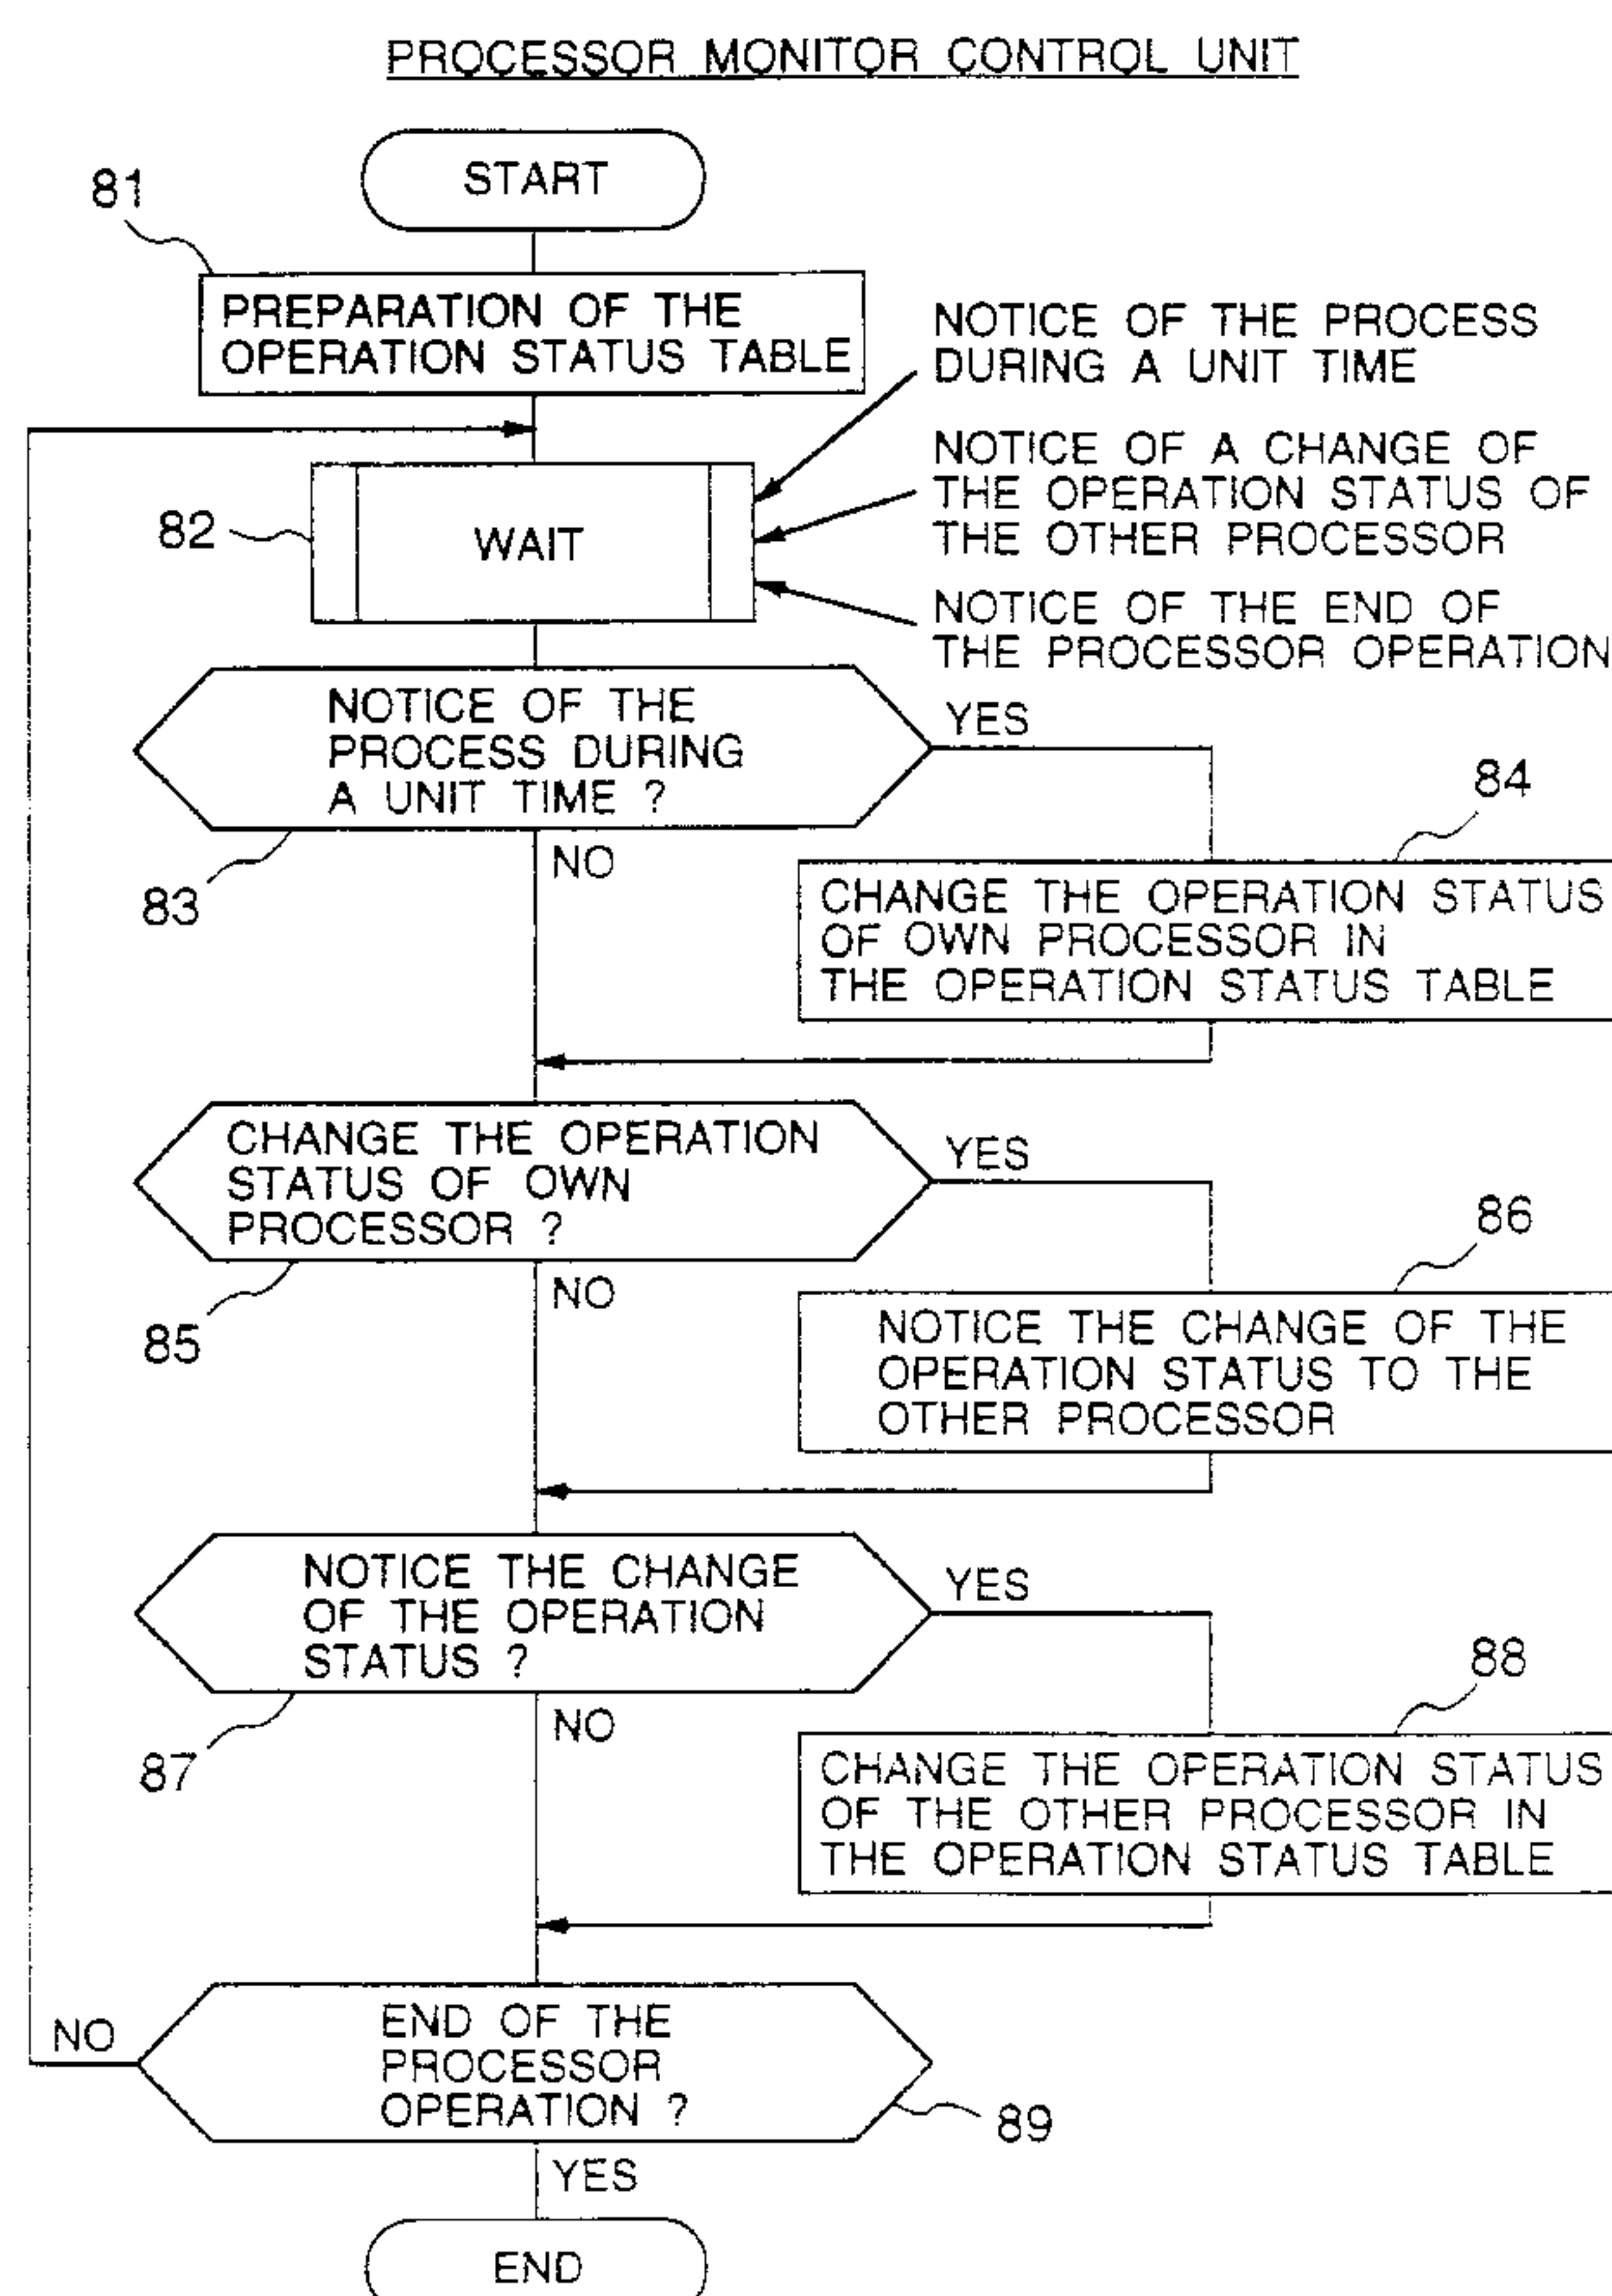 PROCESSOR MONITOR CONTROL UNIT
START
81
PREPARATION OF THE
OPERATION STATUS TABLE
NOTICE OF THE PROCESS
DURING A UNIT TIME
NOTICE OF A CHANGE OF
THE OPERATION STATUS OF
THE OTHER PROCESSOR
82
WAIT
NOTICE OF THE END OF
THE PROCESSOR OPERATION
NOTICE OF THE
PROCESS DURING
A UNIT TIME ?
YES
84
NO
83
CHANGE THE OPERATION STATUS
OF OWN PROCESSOR IN
THE OPERATION STATUS TABLE
CHANGE THE OPERATION
STATUS OF OWN
PROCESSOR ?
YES
86
NO
85
NOTICE THE CHANGE OF THE
OPERATION STATUS TO THE
OTHER PROCESSOR
NOTICE THE CHANGE
OF THE OPERATION
STATUS ?
YES
88
NO
87
CHANGE THE OPERATION STATUS
OF THE OTHER PROCESSOR IN
THE OPERATION STATUS TABLE
NO
END OF THE
PROCESSOR
OPERATION ?
89
YES
END